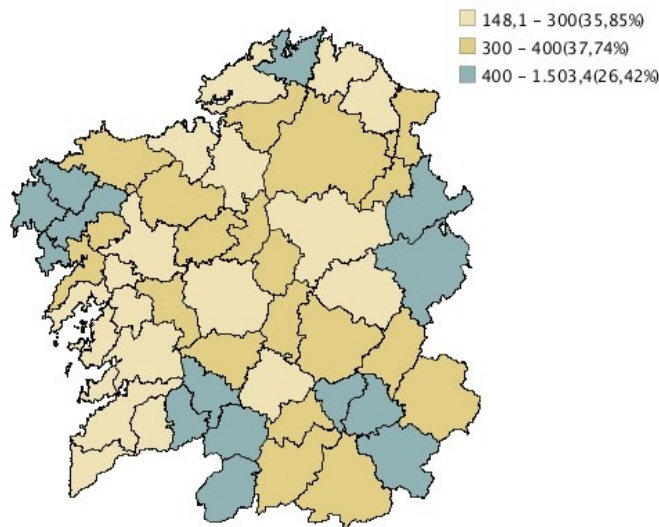 148,1 – 300(35,85%)
300 – 400(37,74%)
400 – 1.503,4(26,42%)